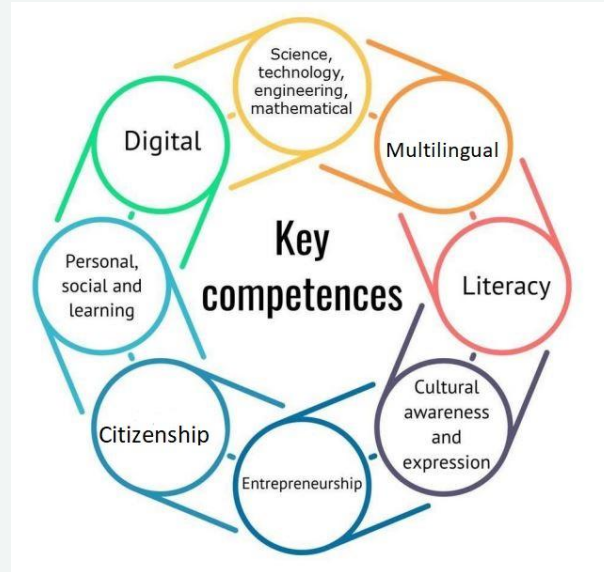 Key
competences
Science,
technology,
engineering,
mathematical
Multilingual
Literacy
Cultural
awareness
and
expression
Entrepreneurship
Citizenship
Personal,
social and
learning
Digital